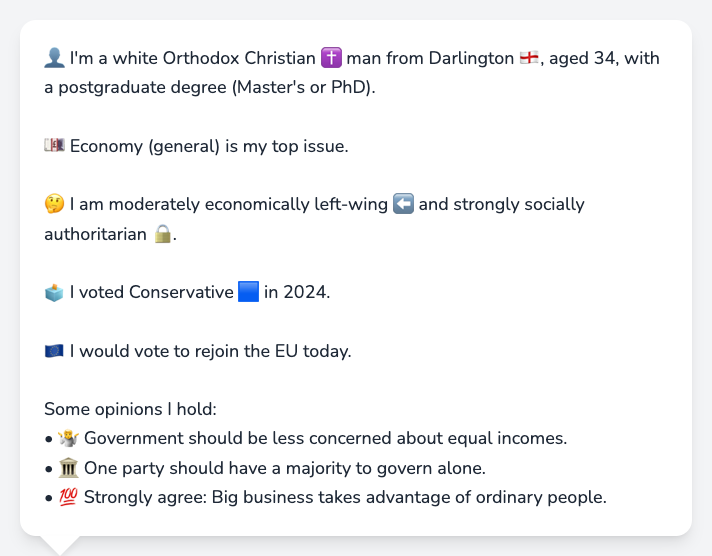 👤 I'm a white Orthodox Christian ✝️ man from Darlington 🏴󠁧󠁢󠁥󠁮󠁧󠁿, aged 34, with
a postgraduate degree (Master's or PhD).
💷 Economy (general) is my top issue.
🤔 I am moderately economically left-wing ⬅️ and strongly socially
authoritarian 🔒.
🗳️ I voted Conservative 🟦 in 2024.
🇪🇺 I would vote to rejoin the EU today.
Some opinions I hold:
• 🤷 Government should be less concerned about equal incomes.
• 🏛️ One party should have a majority to govern alone.
• 💯 Strongly agree: Big business takes advantage of ordinary people.